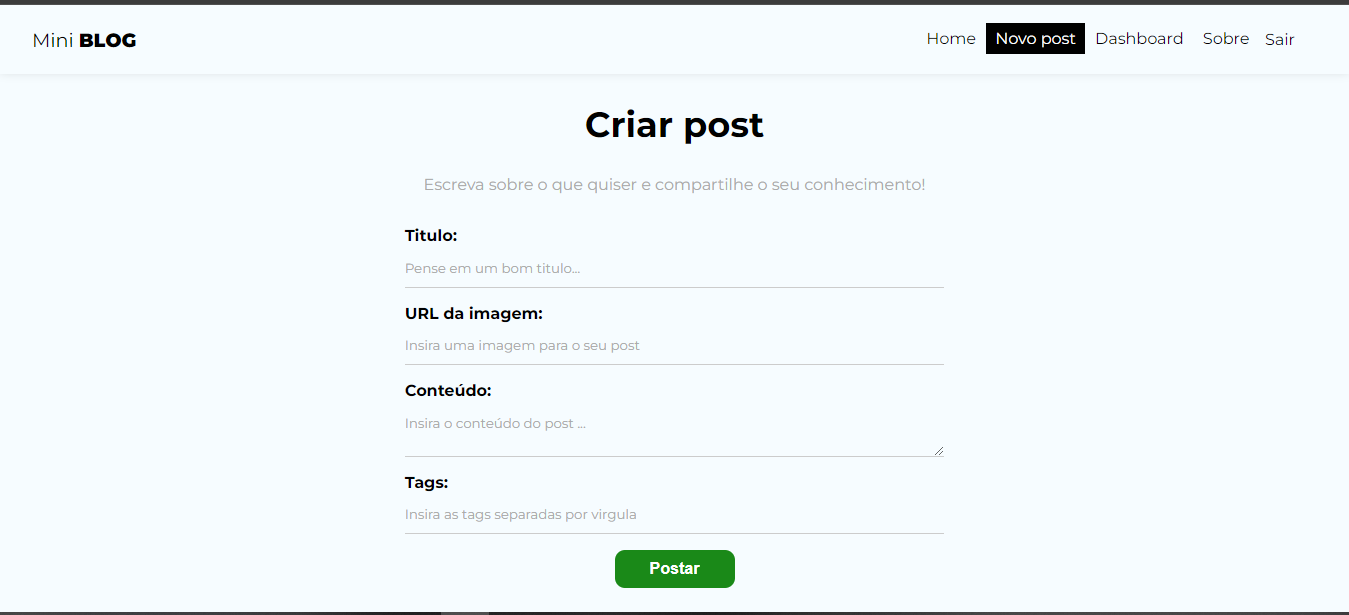 Mini BLOG
Home Novo post Dashboard Sobre Sair
Criar post
Escreva sobre o que quiser e compartilhe o seu conhecimento!
Titulo:
Pense em um bom titulo...
URL da imagem:
Insira uma imagem para o seu post
Conteúdo:
Insira o conteúdo do post ...
Tags:
Insira as tags separadas por virgula
Postar